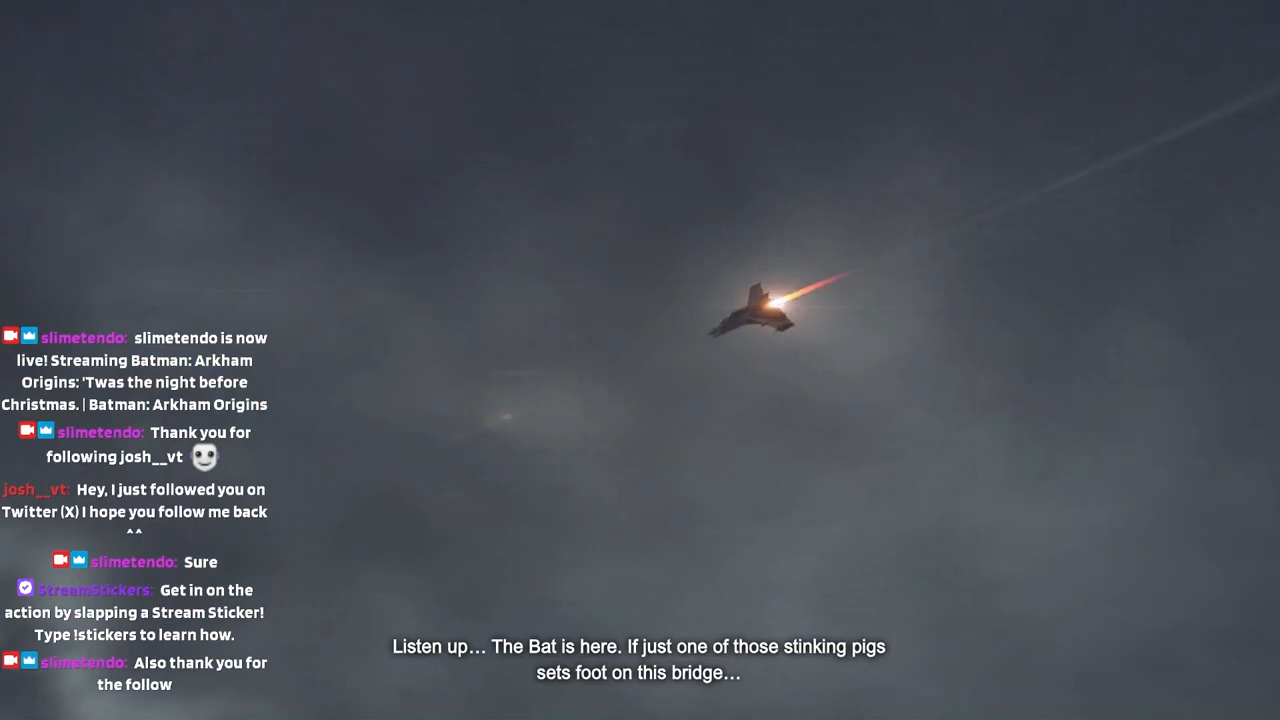 slimetendo: slimetendo is now
live! Streaming Batman: Arkham
Origins: 'Twas the night before
Christmas. | Batman: Arkham Origins
slimetendo: Thank you for
following josh__vt
josh__vt: Hey, I just followed you on
Twitter (X) I hope you follow me back
^^
slimetendo: Sure
StreamStickers: Get in on the
action by slapping a Stream Sticker!
Type !stickers to learn how.
slimetendo: Also thank you for
the follow
Listen up... The Bat is here. If just one of those stinking pigs
sets foot on this bridge...